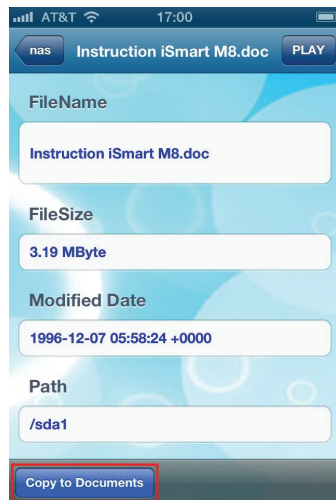 AT&T 17:00
nas Instruction iSmart M8.doc PLAY
FileName
Instruction iSmart M8.doc
FileSize
3.19 MByte
Modified Date
1996-12-07 05:58:24 +0000
Path
/sda1
Copy to Documents